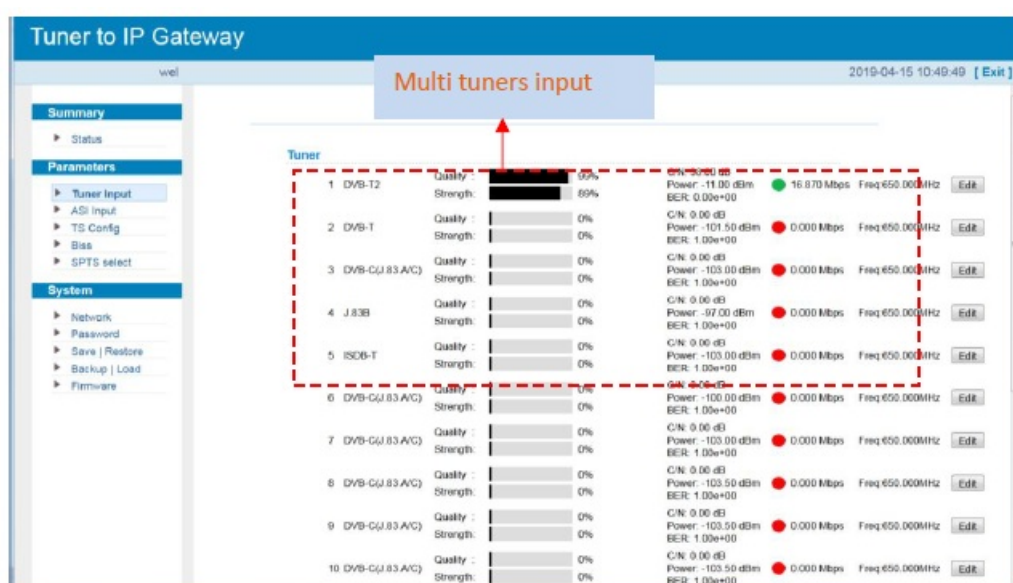 Tuner to IP Gateway
wel
2019-04-15 10:49:49 [ Exit ]
Multi tuners input
Summary
Status
Parameters
Tuner Input
ASI Input
TS Config
Biss
SPTS select
System
Network
Password
Save | Restore
Backup | Load
Firmware
Tuner
1 DVB-T2 Quality : 99%
Strength: 89%
Power: -11.00 dBm 16.870 Mbps Freq:650.000MHz Edit
BER: 0.00e+00
2 DVB-T Quality : 0%
Strength: 0%
C/N: 0.00 dB
Power: -101.50 dBm 0.000 Mbps Freq:650.000MHz Edit
BER: 1.00e+00
3 DVB-C(J.83 A/C) Quality : 0%
Strength: 0%
C/N: 0.00 dB
Power: -103.00 dBm 0.000 Mbps Freq:650.000MHz Edit
BER: 1.00e+00
4 J.83B Quality : 0%
Strength: 0%
C/N: 0.00 dB
Power: -97.00 dBm 0.000 Mbps Freq:650.000MHz Edit
BER: 1.00e+00
5 ISDB-T Quality : 0%
Strength: 0%
C/N: 0.00 dB
Power: -103.00 dBm 0.000 Mbps Freq:650.000MHz Edit
BER: 1.00e+00
6 DVB-C(J.83 A/C) Quality : 0%
Strength: 0%
C/N: 0.00 dB
Power: -100.00 dBm 0.000 Mbps Freq:650.000MHz Edit
BER: 1.00e+00
7 DVB-C(J.83 A/C) Quality : 0%
Strength: 0%
C/N: 0.00 dB
Power: -103.00 dBm 0.000 Mbps Freq:650.000MHz Edit
BER: 1.00e+00
8 DVB-C(J.83 A/C) Quality : 0%
Strength: 0%
C/N: 0.00 dB
Power: -103.50 dBm 0.000 Mbps Freq:650.000MHz Edit
BER: 1.00e+00
9 DVB-C(J.83 A/C) Quality : 0%
Strength: 0%
C/N: 0.00 dB
Power: -103.50 dBm 0.000 Mbps Freq:650.000MHz Edit
BER: 1.00e+00
10 DVB-C(J.83 A/C) Quality : 0%
Strength: 0%
C/N: 0.00 dB
Power: -103.50 dBm 0.000 Mbps Freq:650.000MHz Edit
BER: 1.00e+00